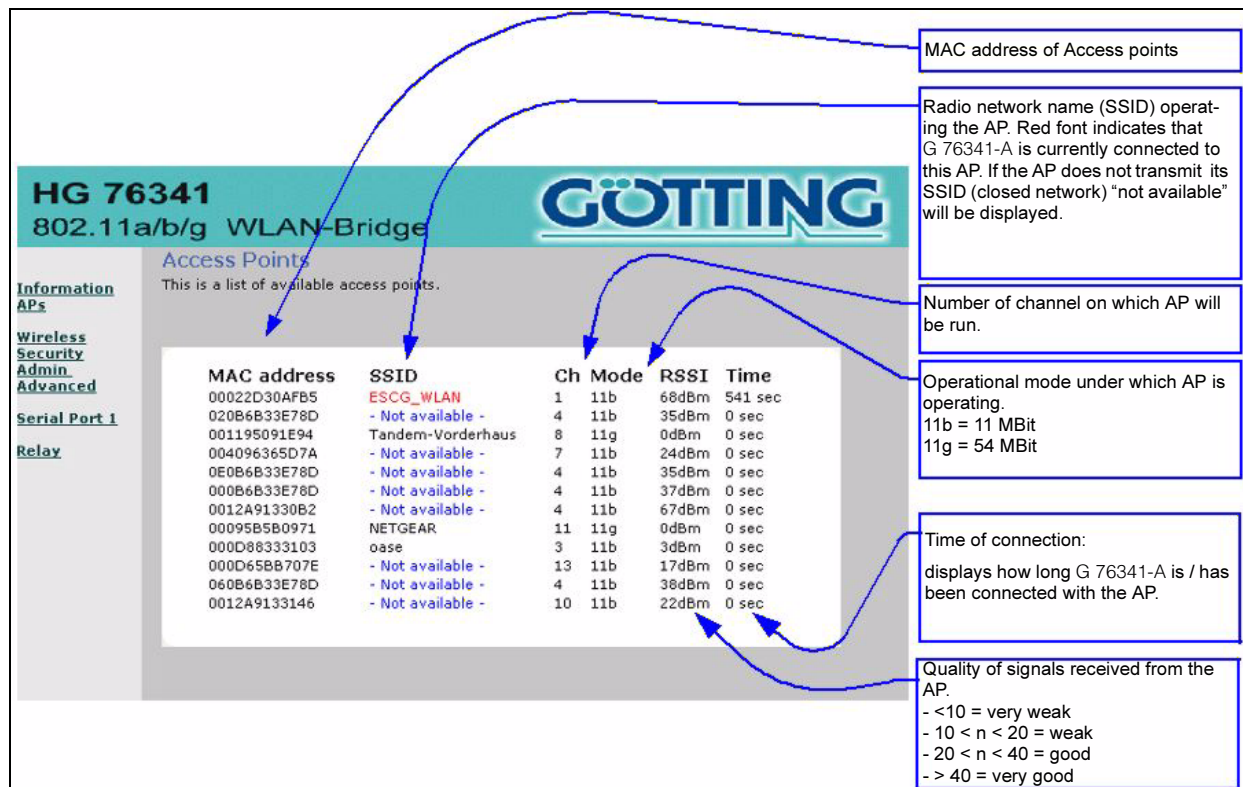 MAC address of Access points
Radio network name (SSID) operat-
ing the AP. Red font indicates that
G 76341-A is currently connected to
this AP. If the AP does not transmit its
SSID (closed network) “not available”
will be displayed.
HG 76341
802.11a/b/g WLAN-Bridge
GÖTTING
Information
APs
Wireless
Security
Admin
Advanced
Serial Port 1
Relay
Access Points
This is a list of available access points.
MAC address SSID Ch Mode RSSI Time
00022D30AFB5 ESCG_WLAN 1 11b 68dBm 541 sec
020B6B33E78D - Not available - 4 11b 35dBm 0 sec
001195091E94 Tandem-Vorderhaus 8 11g 0dBm 0 sec
004096365D7A - Not available - 7 11b 24dBm 0 sec
0E0B6B33E78D - Not available - 4 11b 35dBm 0 sec
000B6B33E78D - Not available - 4 11b 37dBm 0 sec
0012A91330B2 - Not available - 4 11b 67dBm 0 sec
00095B5B0971 NETGEAR 11 11g 0dBm 0 sec
000D88333103 oase 3 11b 3dBm 0 sec
000D65BB707E - Not available - 13 11b 17dBm 0 sec
060B6B33E78D - Not available - 4 11b 38dBm 0 sec
0012A9133146 - Not available - 10 11b 22dBm 0 sec
Number of channel on which AP will
be run.
Operational mode under which AP is
operating.
11b = 11 MBit
11g = 54 MBit
Time of connection:
displays how long G 76341-A is / has
been connected with the AP.
Quality of signals received from the
AP.
- <10 = very weak
- 10 < n < 20 = weak
- 20 < n < 40 = good
- > 40 = very good